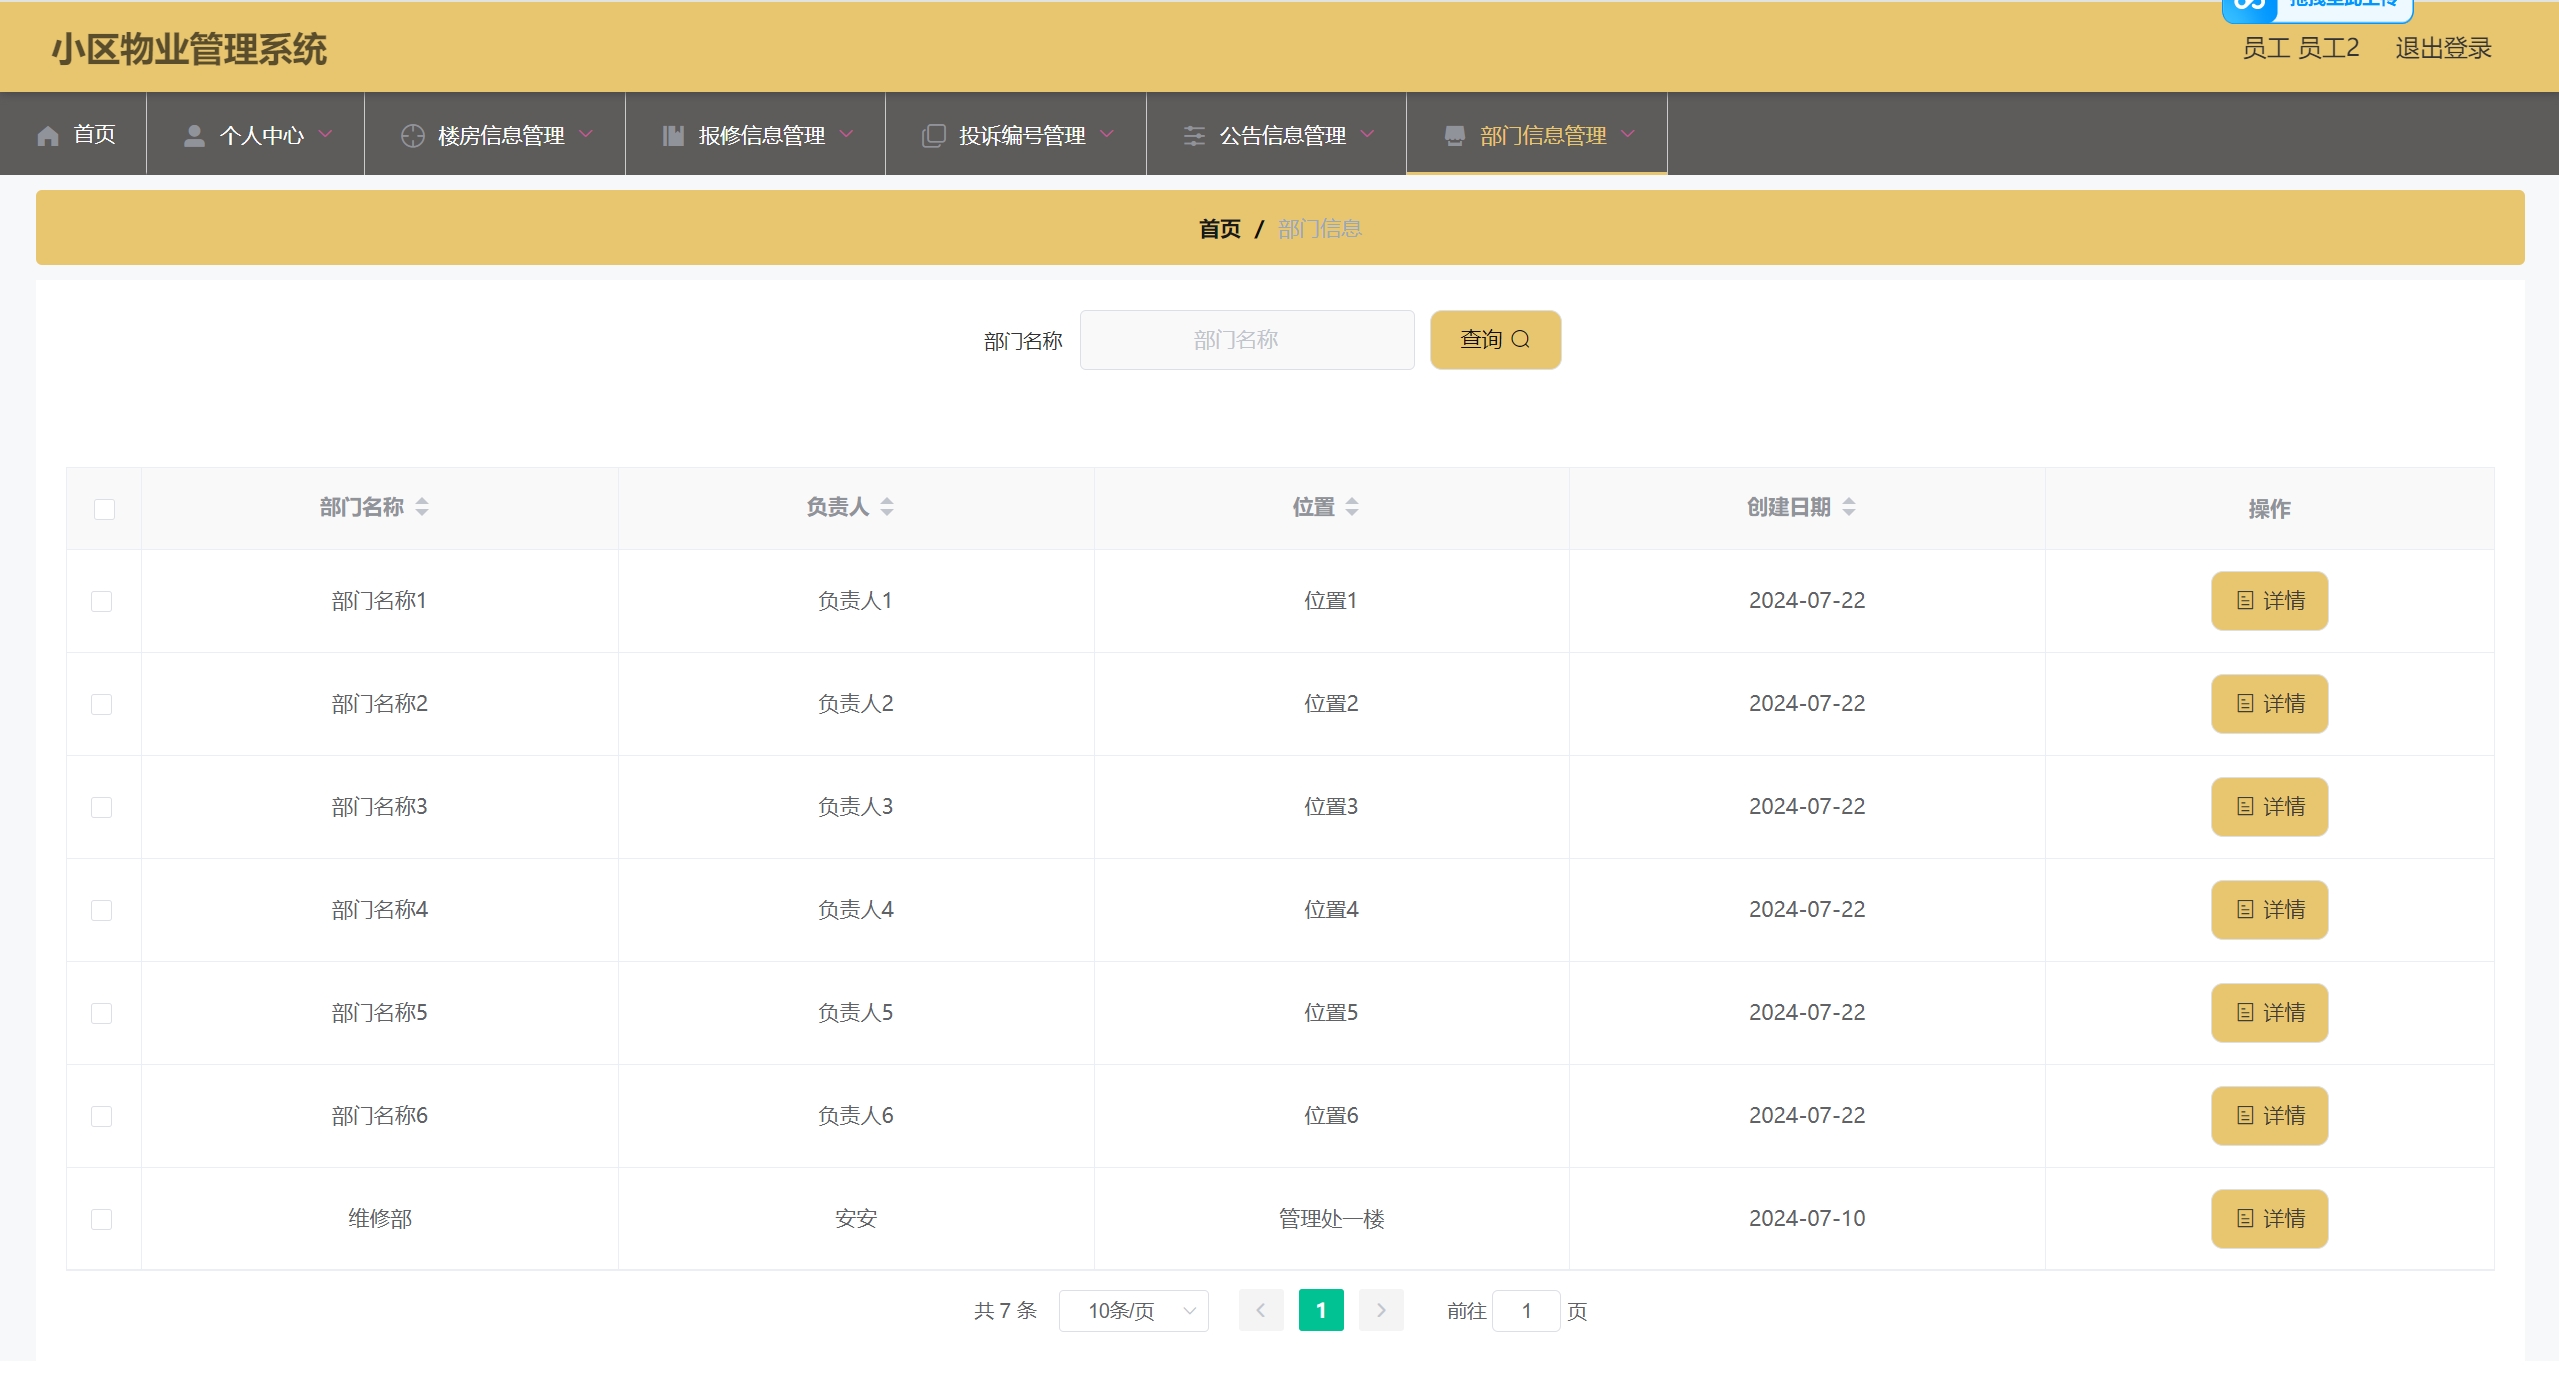 小区物业管理系统
员工 员工2 退出登录
首页 个人中心 楼房信息管理 报修信息管理 投诉编号管理 公告信息管理 部门信息管理
首页 / 部门信息
部门名称 部门名称 查询
部门名称 负责人 位置 创建日期 操作
部门名称1 负责人1 位置1 2024-07-22 详情
部门名称2 负责人2 位置2 2024-07-22 详情
部门名称3 负责人3 位置3 2024-07-22 详情
部门名称4 负责人4 位置4 2024-07-22 详情
部门名称5 负责人5 位置5 2024-07-22 详情
部门名称6 负责人6 位置6 2024-07-22 详情
维修部 安安 管理处一楼 2024-07-10 详情
共 7 条 10条/页 1 前往 1 页